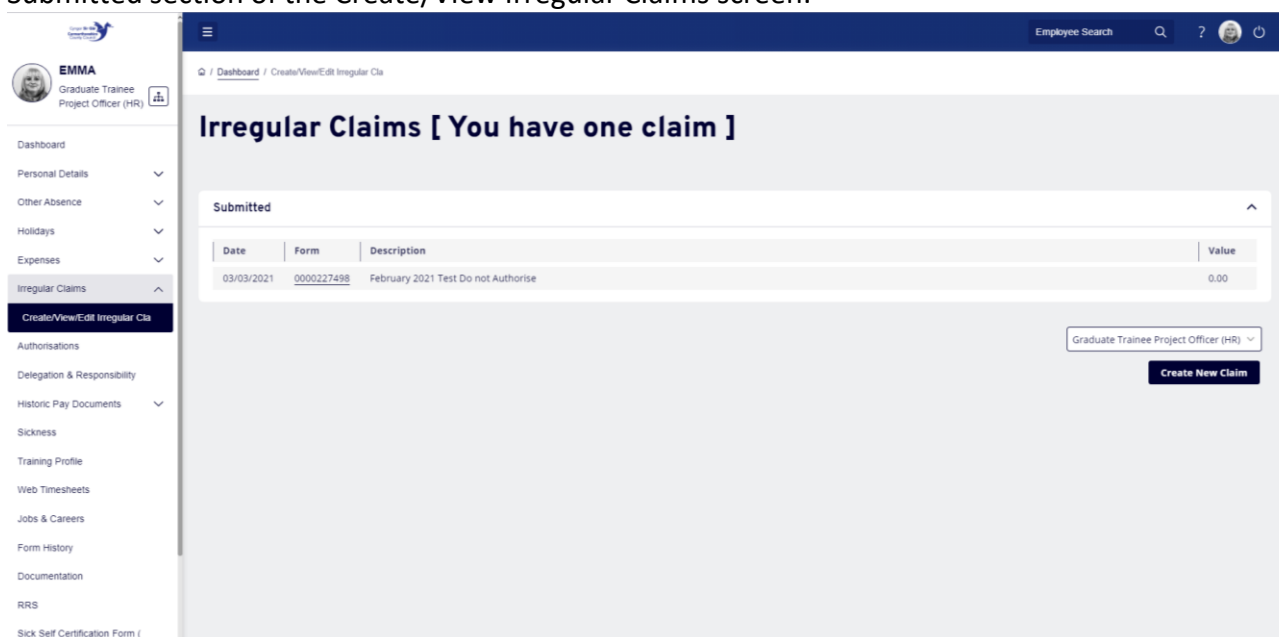 Submitted section of the Create/View Irregular Claims screen.
Employee Search
?
EMMA
Graduate Trainee
Project Officer (HR)
/ Dashboard / Create/View/Edit Irregular Cla
Irregular Claims [ You have one claim ]
Dashboard
Personal Details
Other Absence
Holidays
Expenses
Irregular Claims
Create/View/Edit Irregular Cla
Authorisations
Delegation & Responsibility
Historic Pay Documents
Sickness
Training Profile
Web Timesheets
Jobs & Careers
Form History
Documentation
RRS
Sick Self Certification Form (
Submitted
Date Form Description Value
03/03/2021 0000227498 February 2021 Test Do not Authorise 0.00
Graduate Trainee Project Officer (HR)
Create New Claim